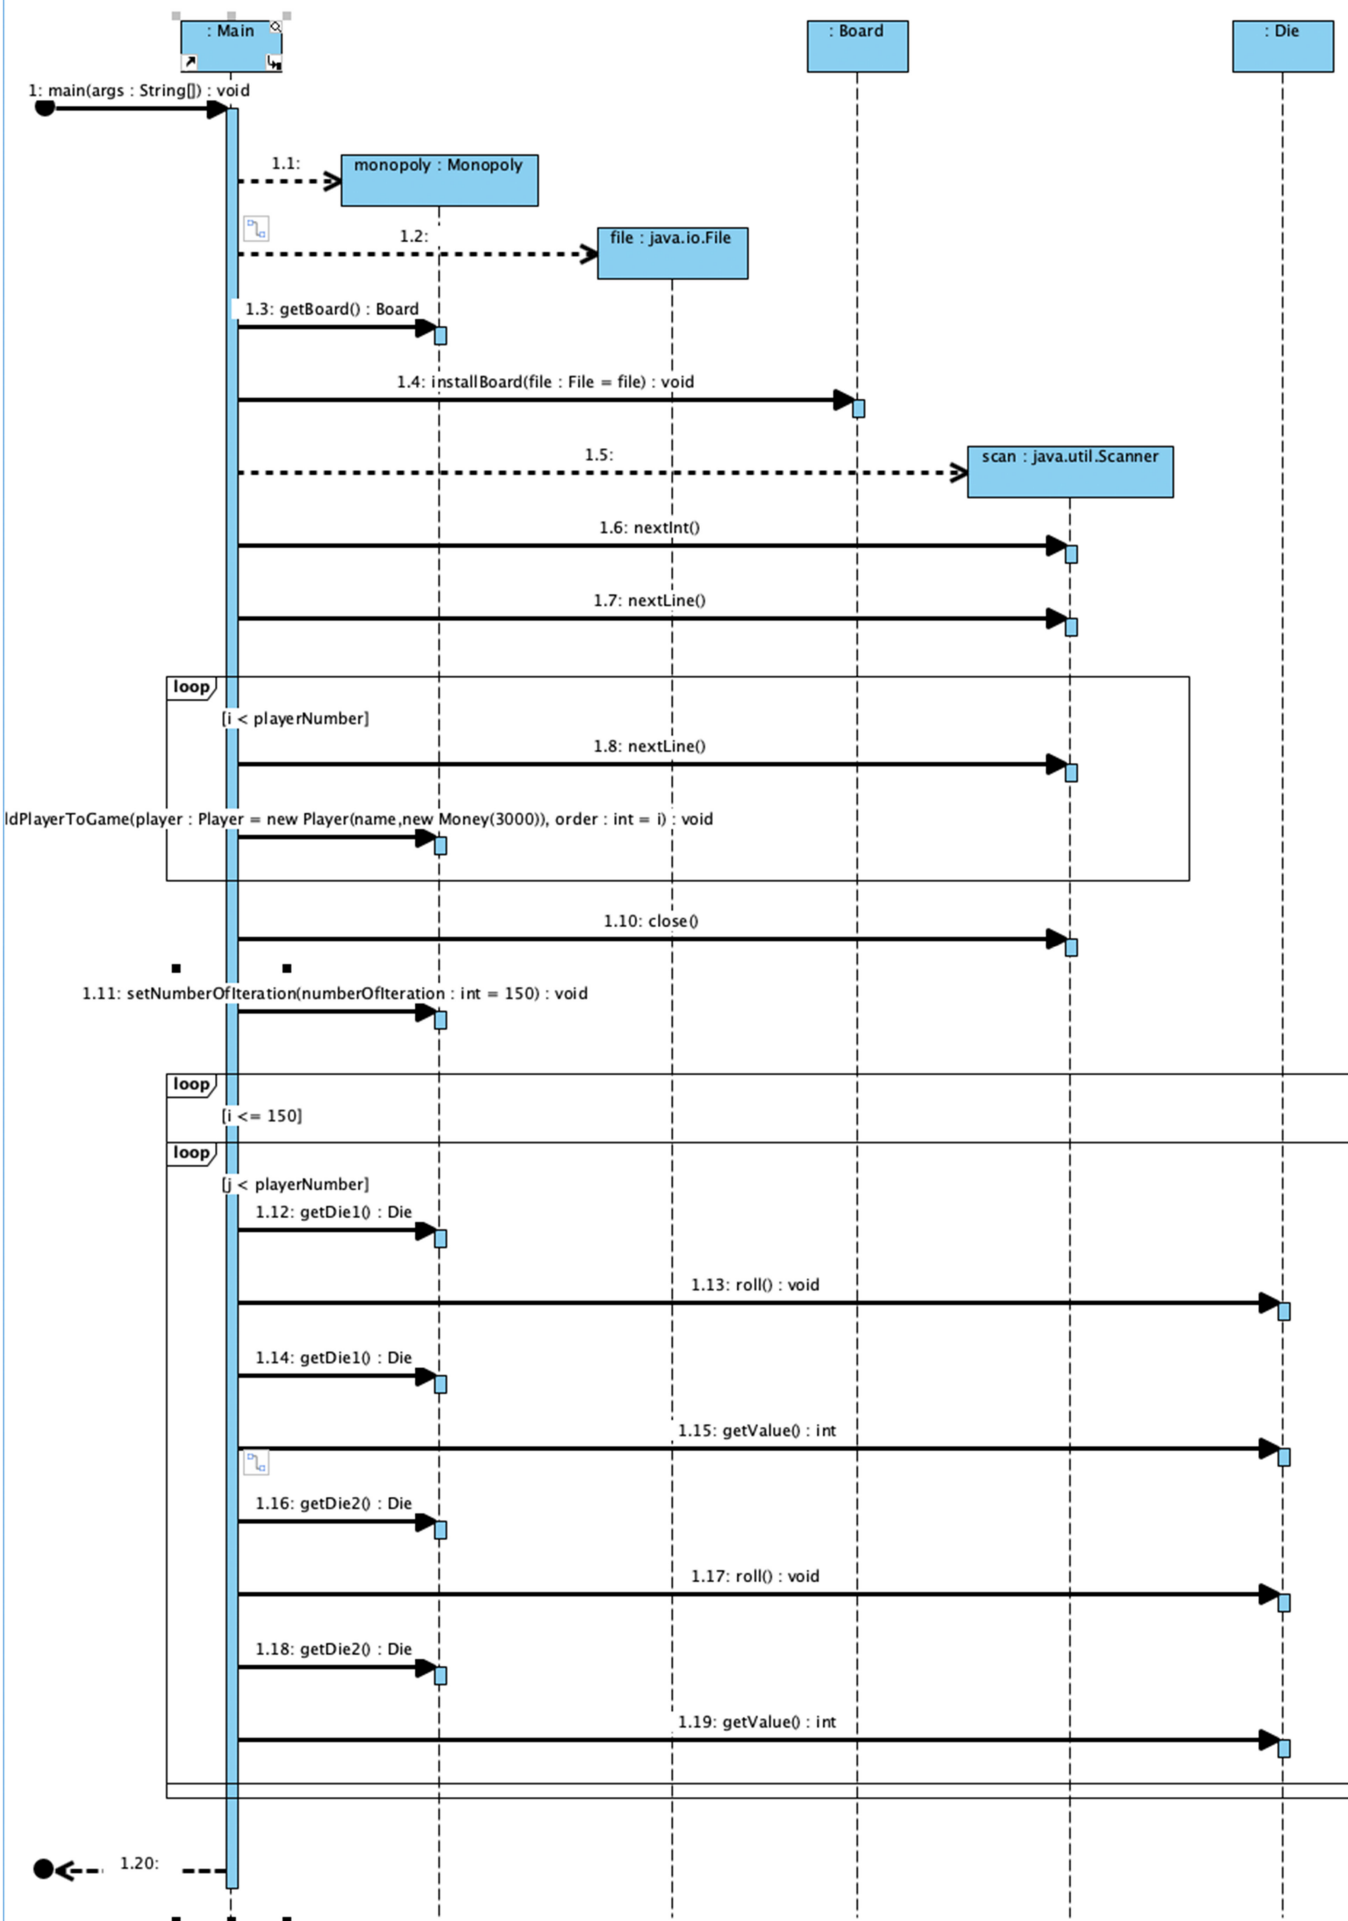 : Main
: Board
: Die
1: main(args : String[]) : void
1.1:
monopoly : Monopoly
1.2:
file : java.io.File
1.3: getBoard() : Board
1.4: installBoard(file : File = file) : void
1.5:
scan : java.util.Scanner
1.6: nextInt()
1.7: nextLine()
loop
[i < playerNumber]
1.8: nextLine()
ldPlayerToGame(player : Player = new Player(name,new Money(3000)), order : int = i) : void
1.10: close()
1.11: setNumberOfIteration(numberOfIteration : int = 150) : void
loop
[i <= 150]
loop
[j < playerNumber]
1.12: getDie1() : Die
1.13: roll() : void
1.14: getDie1() : Die
1.15: getValue() : int
1.16: getDie2() : Die
1.17: roll() : void
1.18: getDie2() : Die
1.19: getValue() : int
1.20: